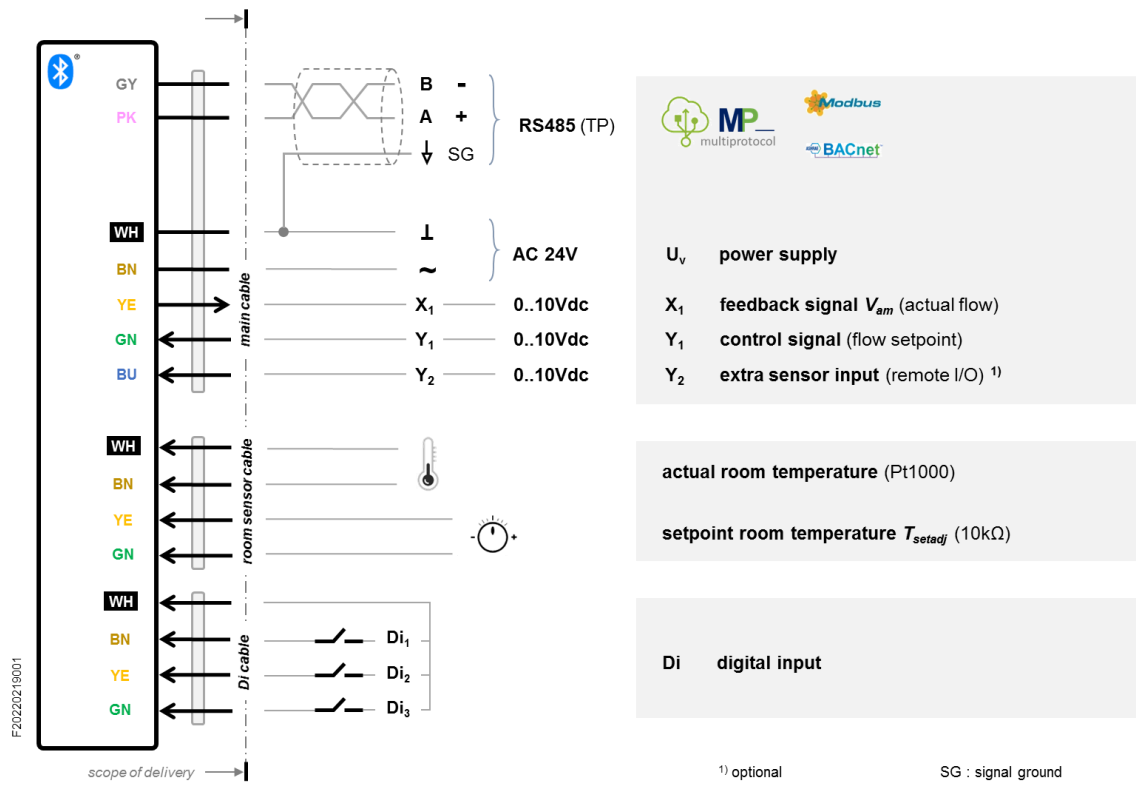 ®
GY B - 
PK A + RS485 (TP)
SG
MP_
multiprotocol
Modbus
ASHRAE BACnet™
WH ⊥
BN ~ AC 24V
Uv power supply
YE X1 0..10Vdc X1 feedback signal Vam (actual flow)
GN Y1 0..10Vdc Y1 control signal (flow setpoint)
BU Y2 0..10Vdc Y2 extra sensor input (remote I/O) 1)
main cable
WH
BN
YE
GN
room sensor cable
actual room temperature (Pt1000)
- +
setpoint room temperature Tsetadj (10kΩ)
WH
BN Di1
YE Di2
GN Di3
Di cable
Di digital input
F20220219001
scope of delivery
1) optional SG : signal ground